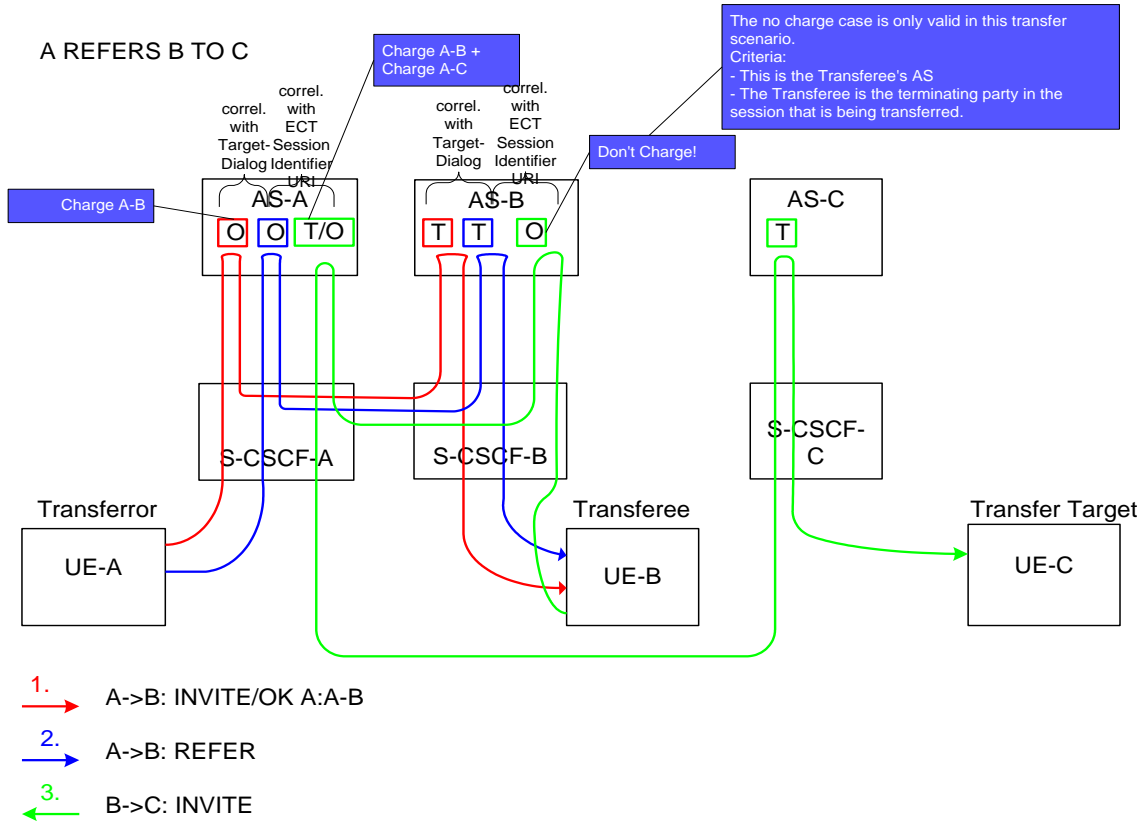 A REFERS B TO C
Charge A-B +
Charge A-C
The no charge case is only valid in this transfer
scenario.
Criteria:
- This is the Transferee's AS
- The Transferee is the terminating party in the
session that is being transferred.
correl.
with
Target-
Dialog
correl.
with
ECT
Session
Identifier
URI
correl.
with
Target-
Dialog
correl.
with
ECT
Session
Identifier
URI
Don't Charge!
Charge A-B
AS-A
O
O
T/O
AS-B
T
T
O
AS-C
T
S-CSCF-A
S-CSCF-B
S-CSCF-
C
Transferror
UE-A
Transferee
UE-B
Transfer Target
UE-C
1.
A->B: INVITE/OK A:A-B
2.
A->B: REFER
3.
B->C: INVITE